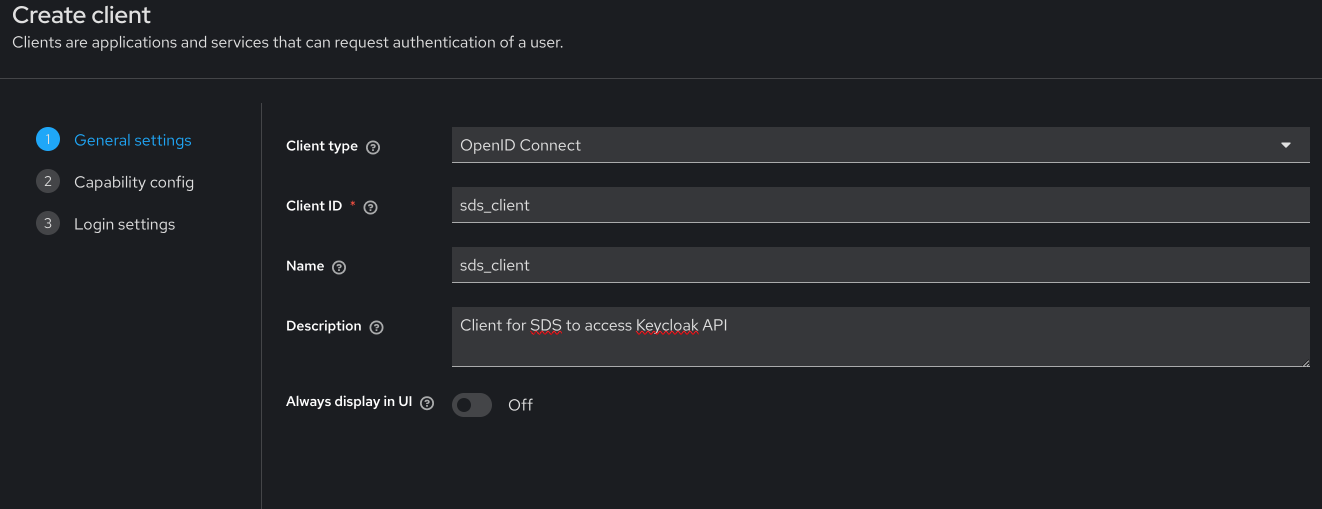 Create client
Clients are applications and services that can request authentication of a user.
1 General settings
2 Capability config
3 Login settings
Client type ?
OpenID Connect
Client ID * ?
sds_client
Name ?
sds_client
Description ?
Client for SDS to access Keycloak API
Always display in UI ?
Off